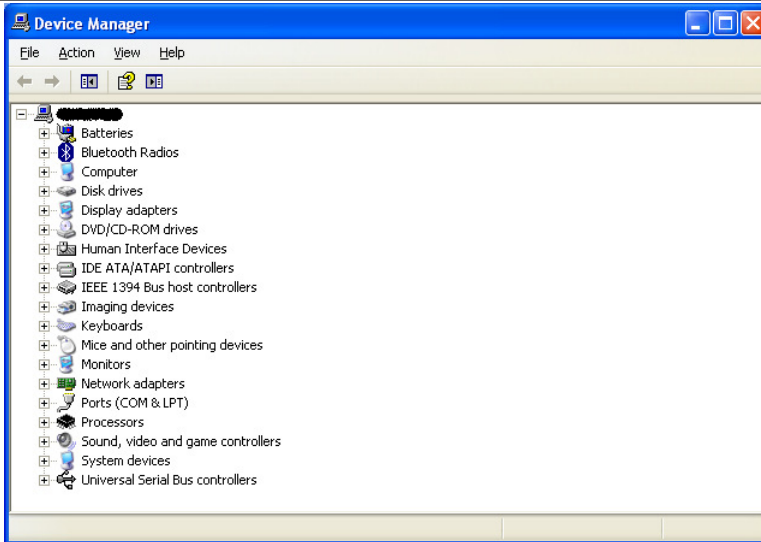 Device Manager
File Action View Help
Batteries
Bluetooth Radios
Computer
Disk drives
Display adapters
DVD/CD-ROM drives
Human Interface Devices
IDE ATA/ATAPI controllers
IEEE 1394 Bus host controllers
Imaging devices
Keyboards
Mice and other pointing devices
Monitors
Network adapters
Ports (COM & LPT)
Processors
Sound, video and game controllers
System devices
Universal Serial Bus controllers